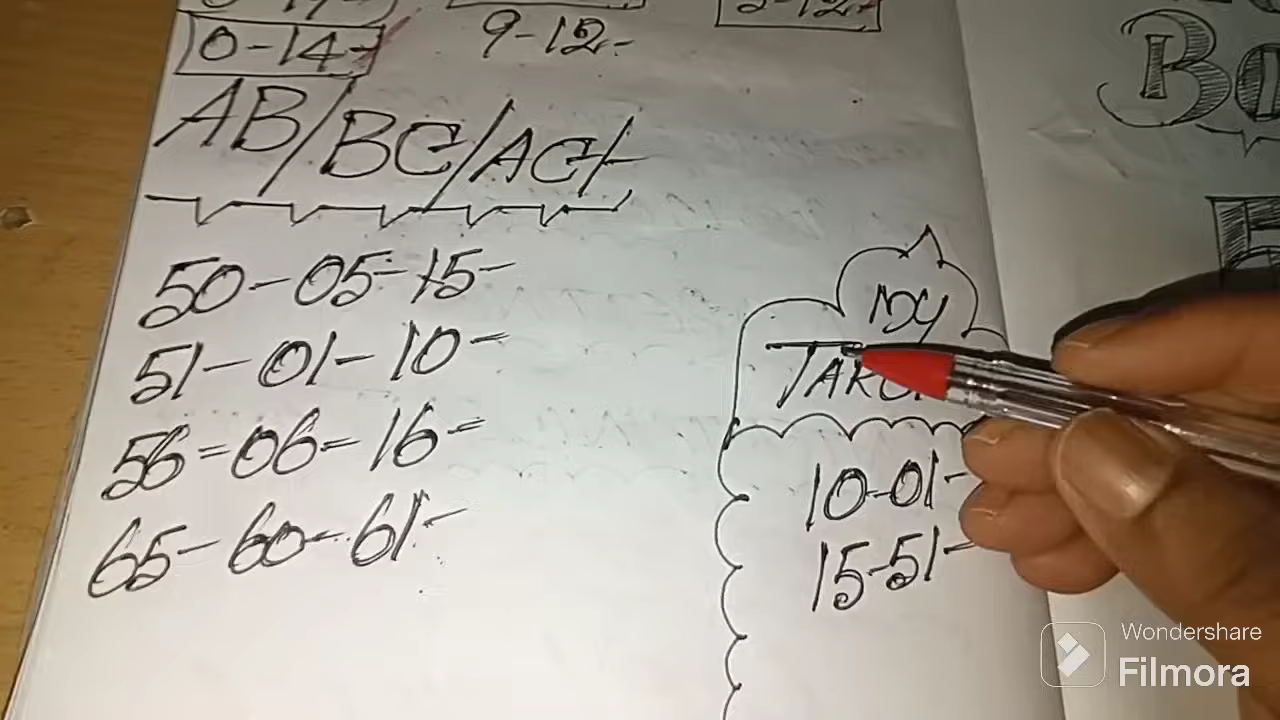 0-14-
9-12-
AB/BC/AC/-
50-05-15-
51-01-10-
56=06=16=
65-60-61-
MY
10-01-
15-51-
Wondershare
Filmora